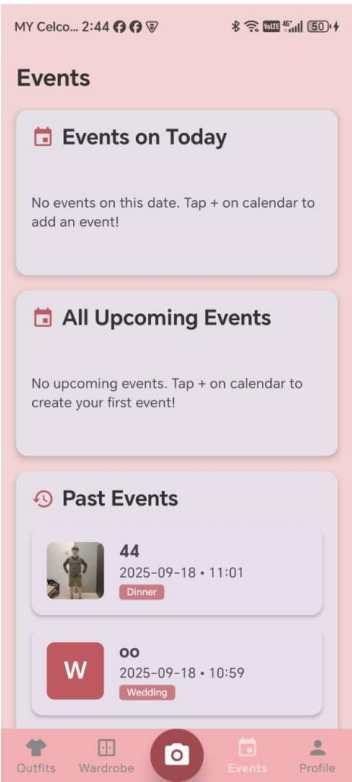 MY Celco... 2:44 VoLTE 4G 50
Events
Events on Today
No events on this date. Tap + on calendar to
add an event!
All Upcoming Events
No upcoming events. Tap + on calendar to
create your first event!
Past Events
44
2025-09-18 • 11:01
Dinner
W
oo
2025-09-18 • 10:59
Wedding
Outfits Wardrobe Events Profile